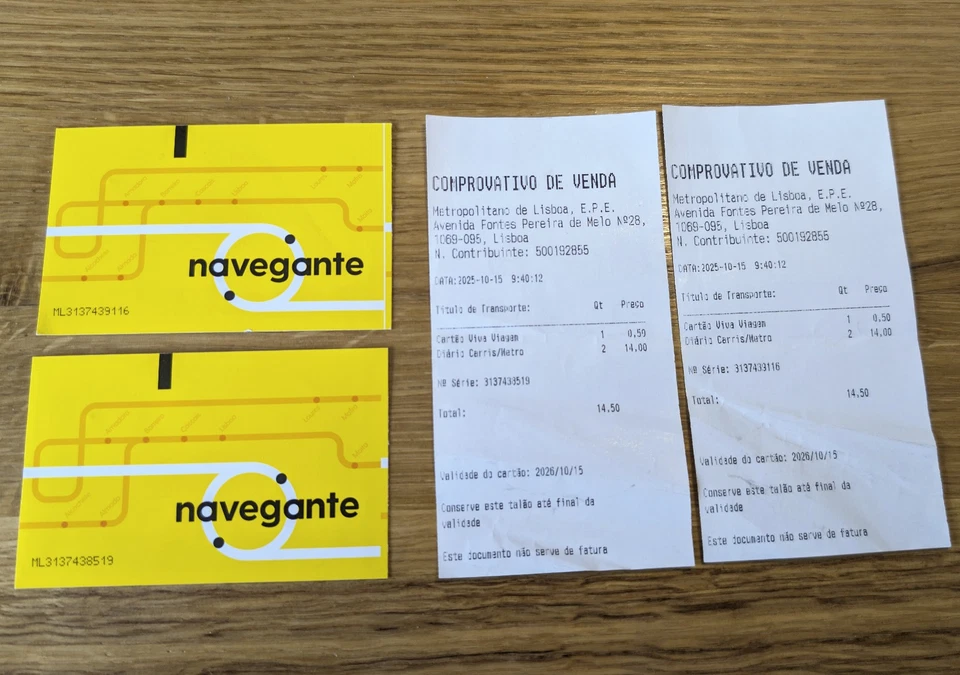 navegante
ML3137439116
navegante
ML3137438519
COMPROVATIVO DE VENDA
Metropolitano de Lisboa, E.P.E.
Avenida Fontes Pereira de Melo Nº28,
1069-095, Lisboa
N. Contribuinte: 500192855
DATA:2025-10-15 9:40:12
Título de Transporte: Qt Preço
Cartão Viva Viagem 1 0,50
Diário Carris/Metro 2 14,00
Nº Série: 3137438519
Total: 14,50
Validade do cartão: 2026/10/15
Conserve este talão até final da
validade
Este documento não serve de fatura
COMPROVATIVO DE VENDA
Metropolitano de Lisboa, E.P.E.
Avenida Fontes Pereira de Melo Nº28,
1069-095, Lisboa
N. Contribuinte: 500192855
DATA:2025-10-15 9:40:12
Título de Transporte: Qt Preço
Cartão Viva Viagem 1 0,50
Diário Carris/Metro 2 14,00
Nº Série: 3137439116
Total: 14,50
Validade do cartão: 2026/10/15
Conserve este talão até final da
validade
Este documento não serve de fatura